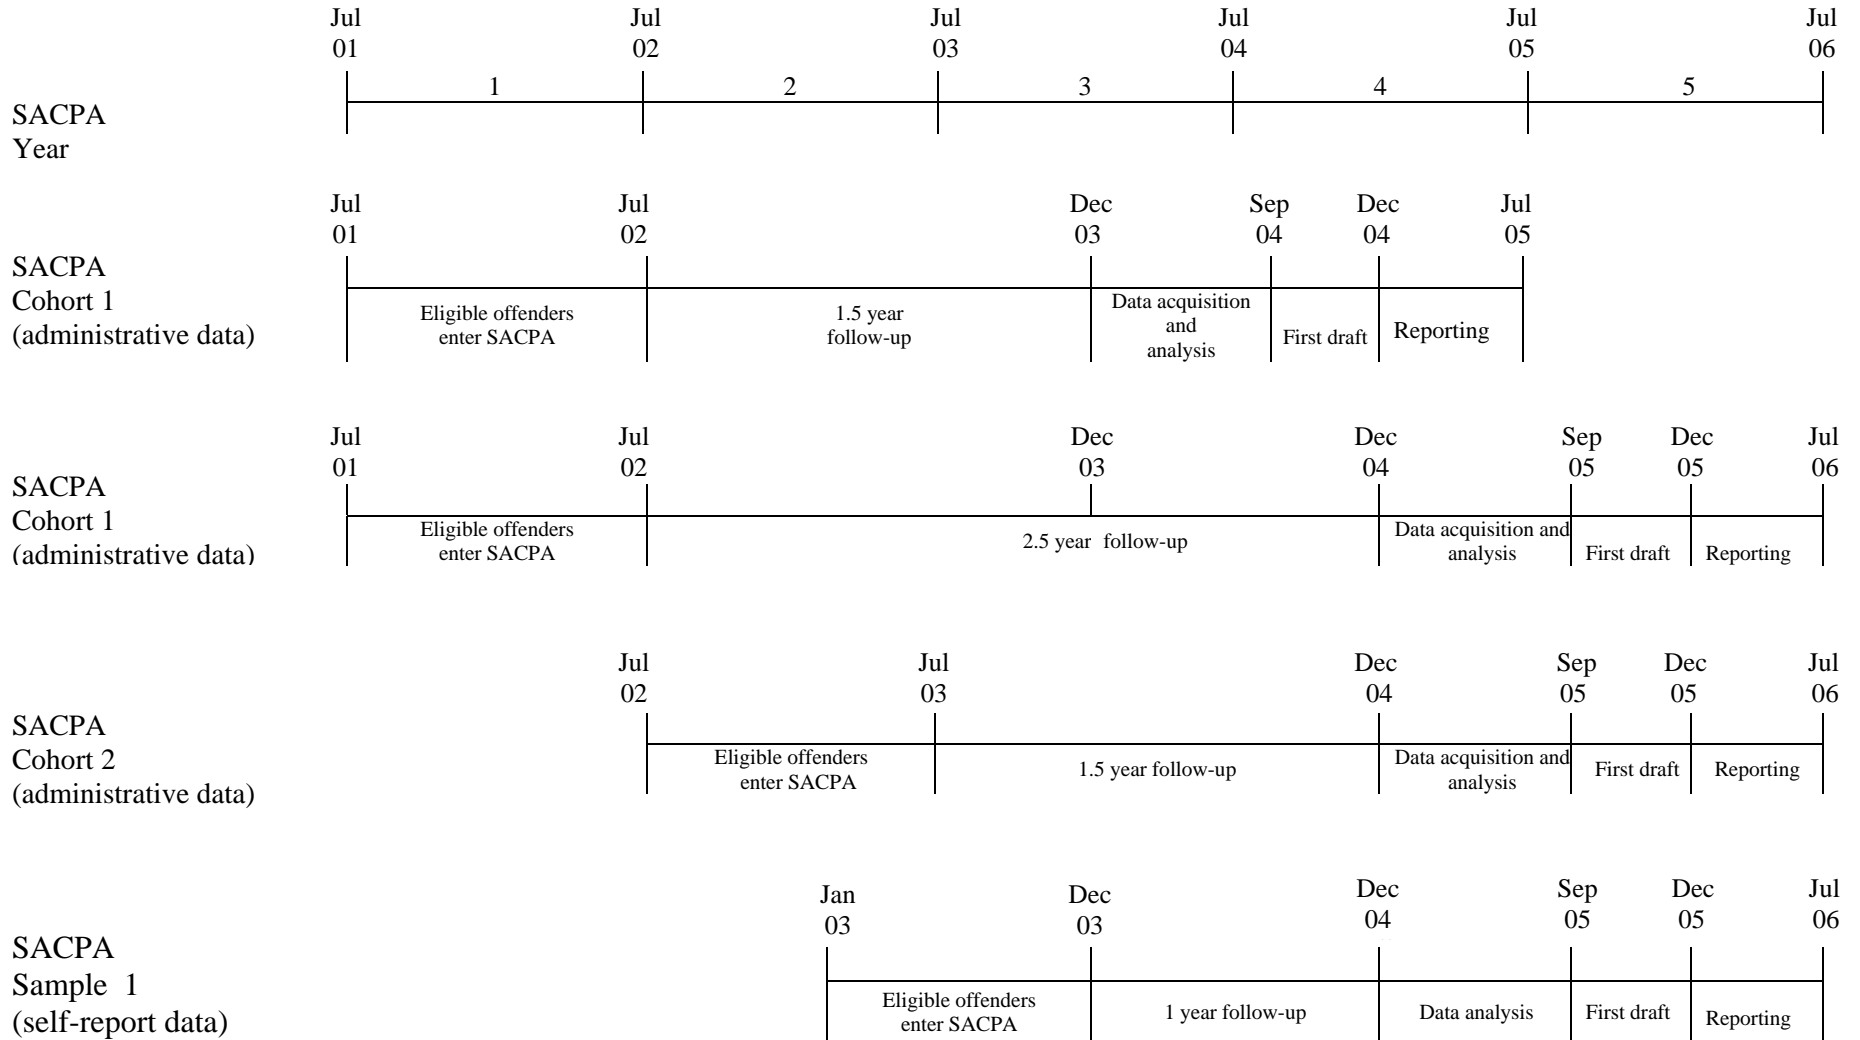 Jul Jul Jul Jul Jul Jul
01 02 03 04 05 06
1 2 3 4 5
SACPA
Year
Jul Jul Dec Sep Dec Jul
01 02 03 04 04 05
SACPA
Cohort 1
(administrative data)
Eligible offenders
enter SACPA
1.5 year
follow-up
Data acquisition
and
analysis
First draft
Reporting
Jul Jul Dec Dec Sep Dec Jul
01 02 03 04 05 05 06
SACPA
Cohort 1
(administrative data)
Eligible offenders
enter SACPA
2.5 year follow-up
Data acquisition and
analysis
First draft
Reporting
Jul Jul Dec Sep Dec Jul
02 03 04 05 05 06
SACPA
Cohort 2
(administrative data)
Eligible offenders
enter SACPA
1.5 year follow-up
Data acquisition and
analysis
First draft
Reporting
Jan Dec Dec Sep Dec Jul
03 03 04 05 05 06
SACPA
Sample 1
(self-report data)
Eligible offenders
enter SACPA
1 year follow-up
Data analysis
First draft
Reporting